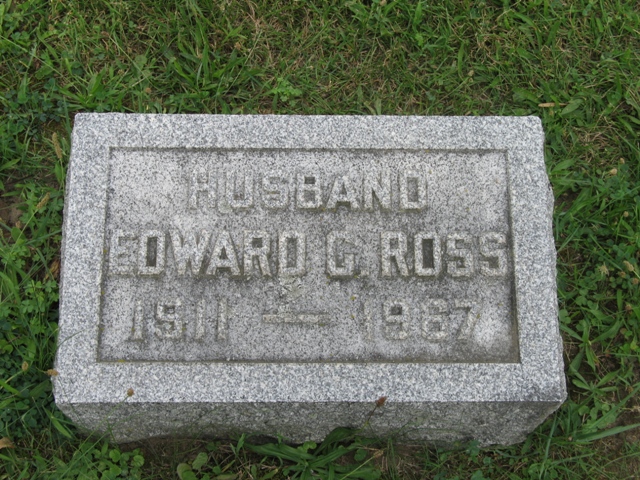 HUSBAND
EDWARD G. ROSS
1911 – 1967